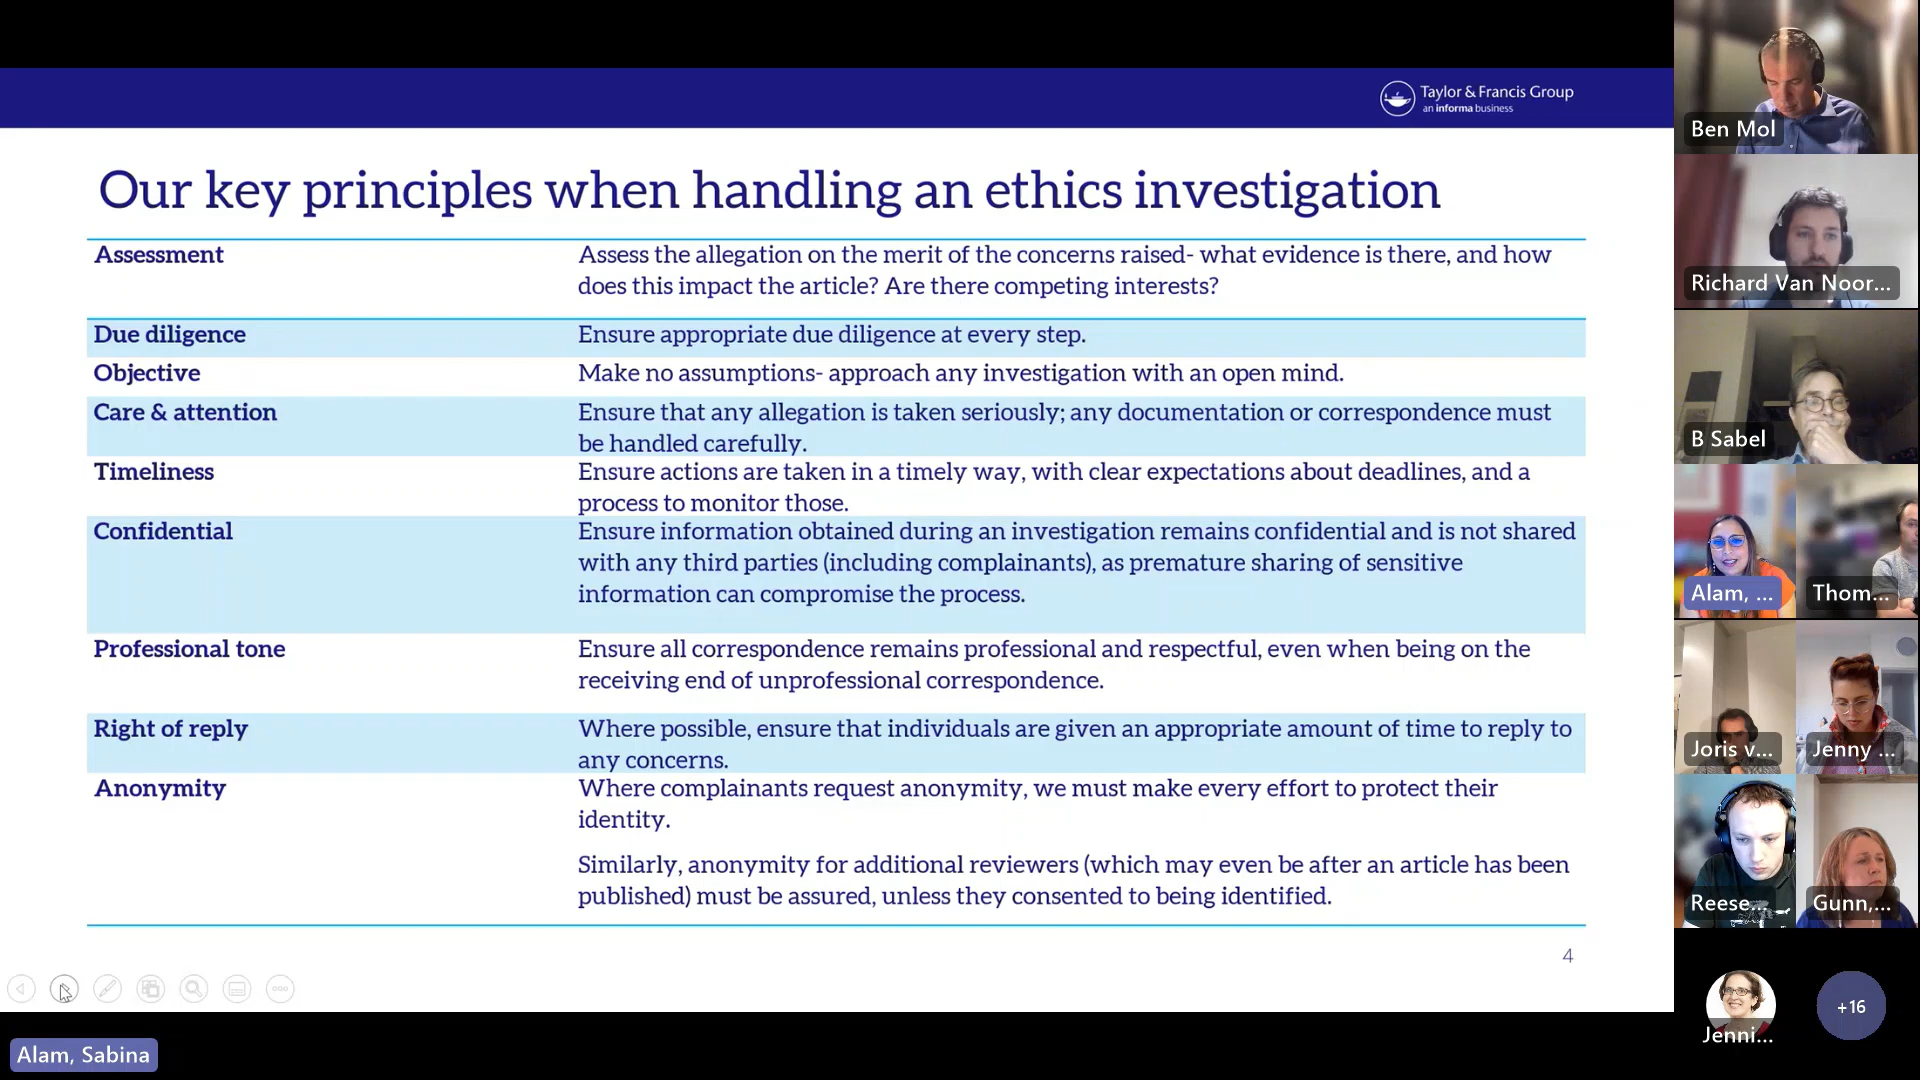 Taylor & Francis Group
an informa business
Our key principles when handling an ethics investigation
Assessment
Assess the allegation on the merit of the concerns raised- what evidence is there, and how
does this impact the article? Are there competing interests?
Due diligence
Ensure appropriate due diligence at every step.
Objective
Make no assumptions- approach any investigation with an open mind.
Care & attention
Ensure that any allegation is taken seriously; any documentation or correspondence must
be handled carefully.
Timeliness
Ensure actions are taken in a timely way, with clear expectations about deadlines, and a
process to monitor those.
Confidential
Ensure information obtained during an investigation remains confidential and is not shared
with any third parties (including complainants), as premature sharing of sensitive
information can compromise the process.
Professional tone
Ensure all correspondence remains professional and respectful, even when being on the
receiving end of unprofessional correspondence.
Right of reply
Where possible, ensure that individuals are given an appropriate amount of time to reply to
any concerns.
Anonymity
Where complainants request anonymity, we must make every effort to protect their
identity.
Similarly, anonymity for additional reviewers (which may even be after an article has been
published) must be assured, unless they consented to being identified.
4
Alam, Sabina
Ben Mol
Richard Van Noor...
B Sabel
Alam, ...
Thom...
Joris v...
Jenny ...
Reese...
Gunn,...
Jenni...
+16